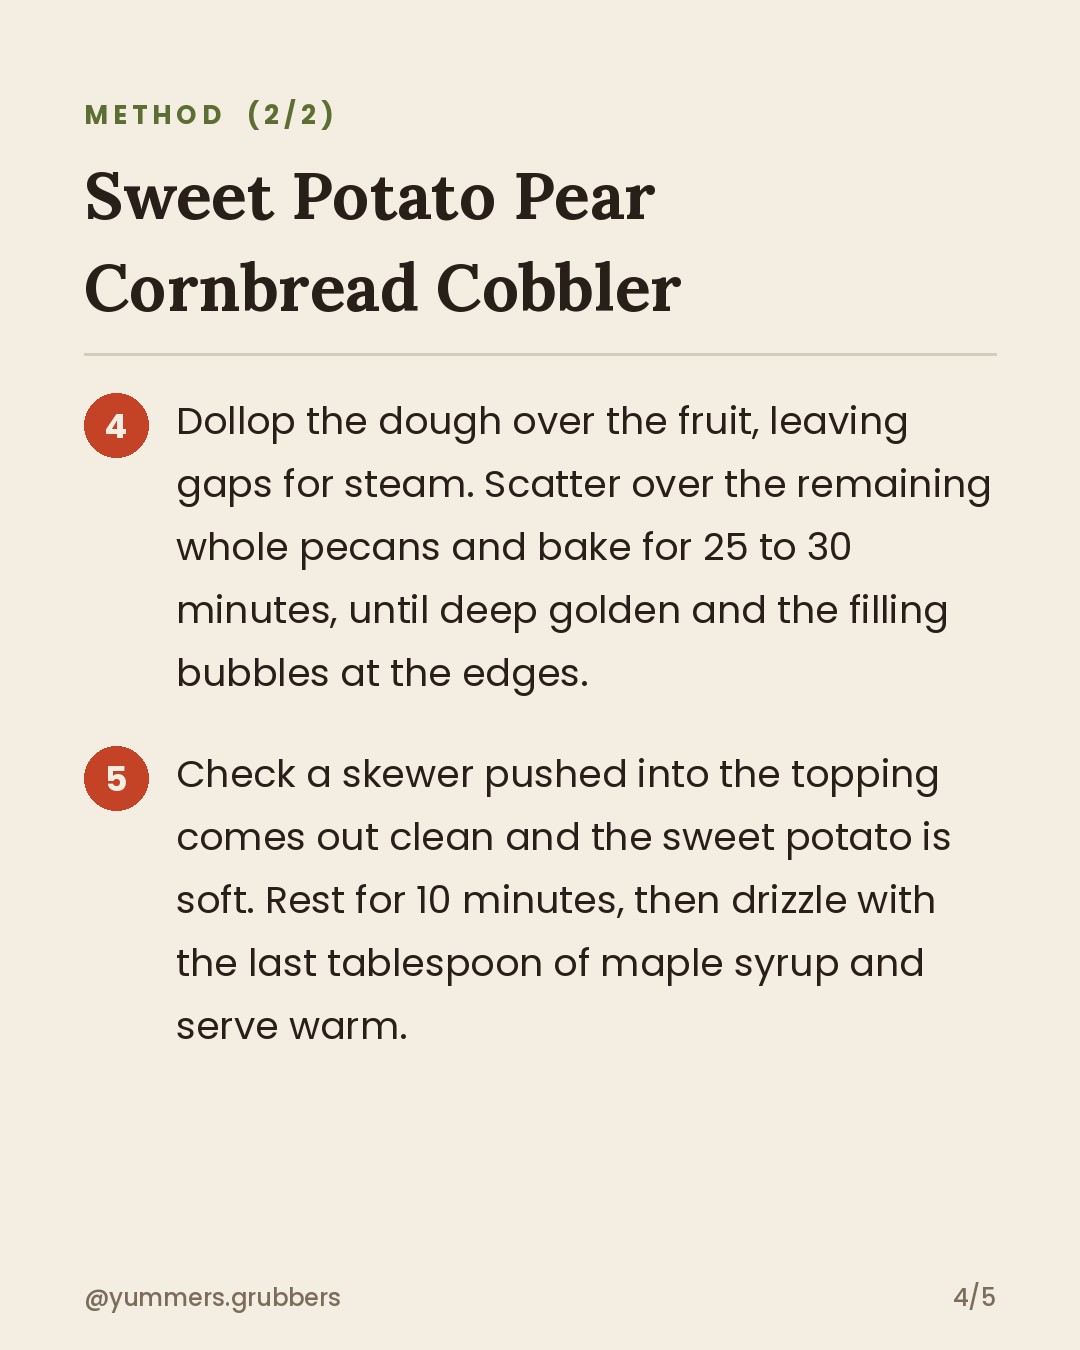 METHOD (2/2)
Sweet Potato Pear
Cornbread Cobbler
4
Dollop the dough over the fruit, leaving
gaps for steam. Scatter over the remaining
whole pecans and bake for 25 to 30
minutes, until deep golden and the filling
bubbles at the edges.
5
Check a skewer pushed into the topping
comes out clean and the sweet potato is
soft. Rest for 10 minutes, then drizzle with
the last tablespoon of maple syrup and
serve warm.
@yummers.grubbers
4/5